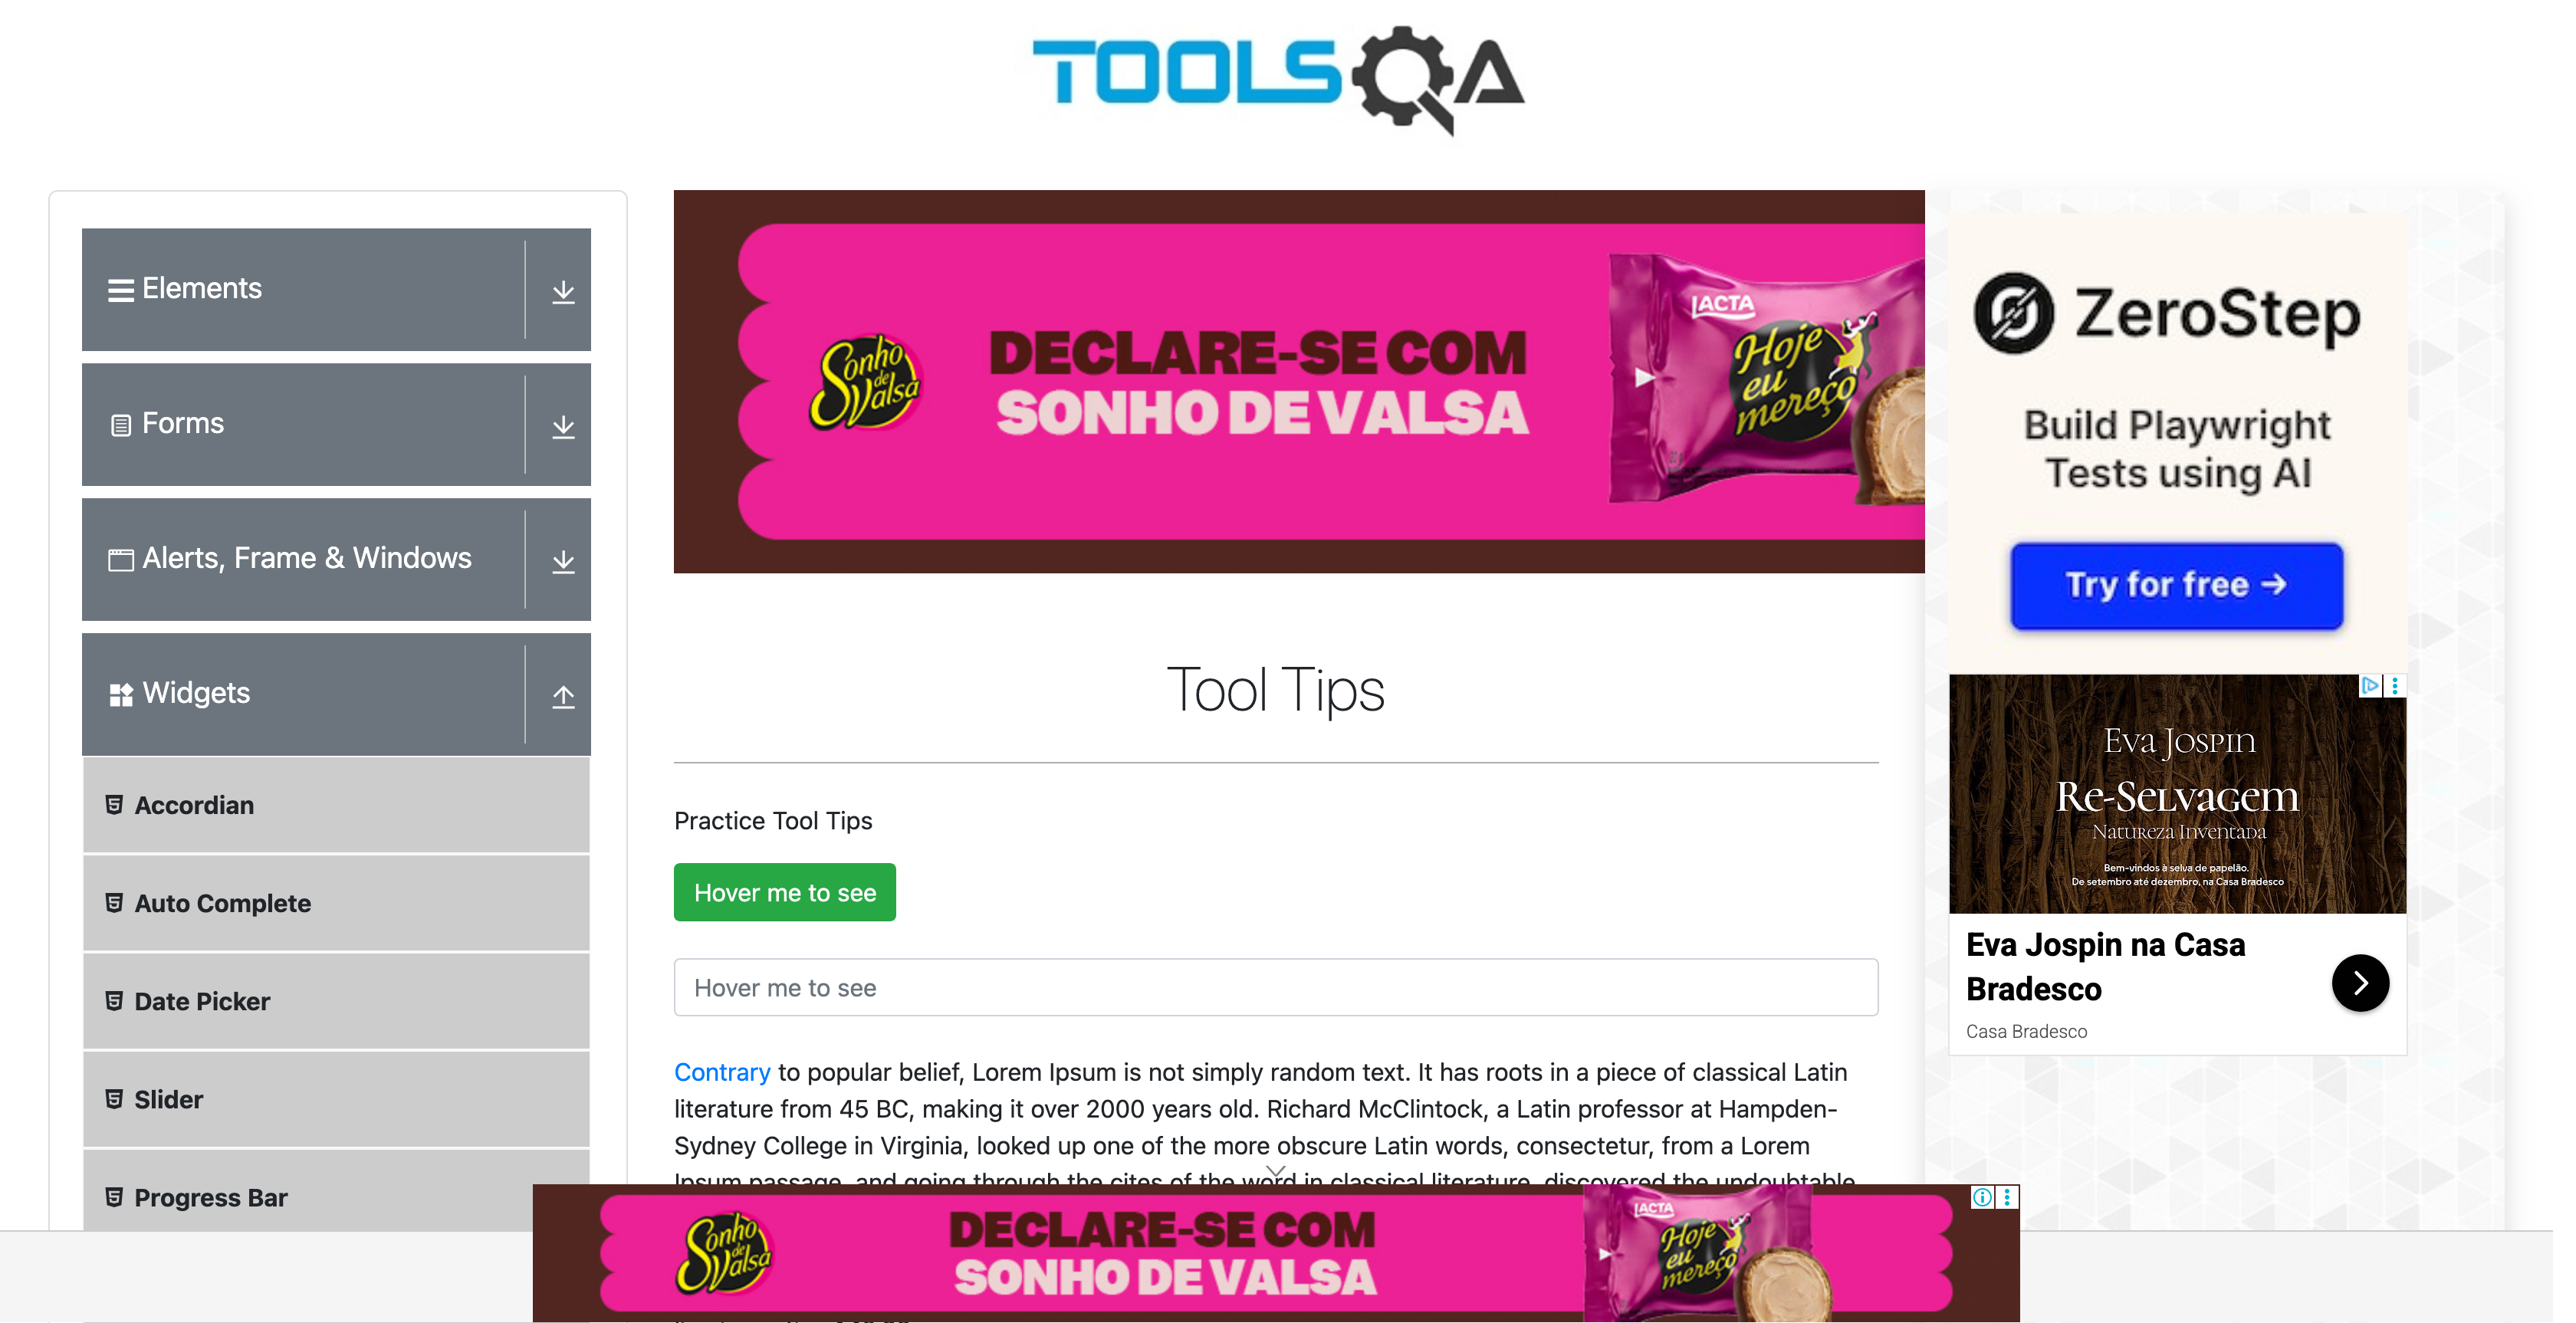 TOOLSQA
Elements
Forms
Alerts, Frame & Windows
Widgets
Accordian
Auto Complete
Date Picker
Slider
Progress Bar
Sonho
de
Valsa
DECLARE-SE COM
SONHO DE VALSA
LACTA
Hoje
eu
mereço
Tool Tips
Practice Tool Tips
Hover me to see
Hover me to see
Contrary to popular belief, Lorem Ipsum is not simply random text. It has roots in a piece of classical Latin
literature from 45 BC, making it over 2000 years old. Richard McClintock, a Latin professor at Hampden-
Sydney College in Virginia, looked up one of the more obscure Latin words, consectetur, from a Lorem
Ipsum passage, and going through the cites of the word in classical literature, discovered the undoubtable
ZeroStep
Build Playwright
Tests using AI
Try for free →
Eva Jospin
Re-Selvagem
Natureza Inventada
Bem-vindos à selva de papelão.
De setembro até dezembro, na Casa Bradesco
Eva Jospin na Casa
Bradesco
Casa Bradesco
Sonho
de
Valsa
DECLARE-SE COM
SONHO DE VALSA
LACTA
Hoje
eu
mereço